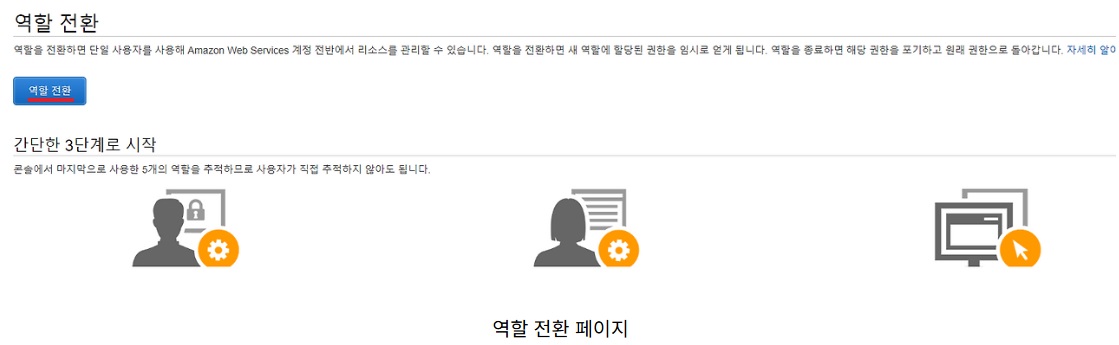 역할 전환
역할을 전환하면 단일 사용자를 사용해 Amazon Web Services 계정 전반에서 리소스를 관리할 수 있습니다. 역할을 전환하면 새 역할에 할당된 권한을 임시로 얻게 됩니다. 역할을 종료하면 해당 권한을 포기하고 원래 권한으로 돌아갑니다. 자세히 알아
역할 전환
간단한 3단계로 시작
콘솔에서 마지막으로 사용한 5개의 역할을 추적하므로 사용자가 직접 추적하지 않아도 됩니다.
역할 전환 페이지